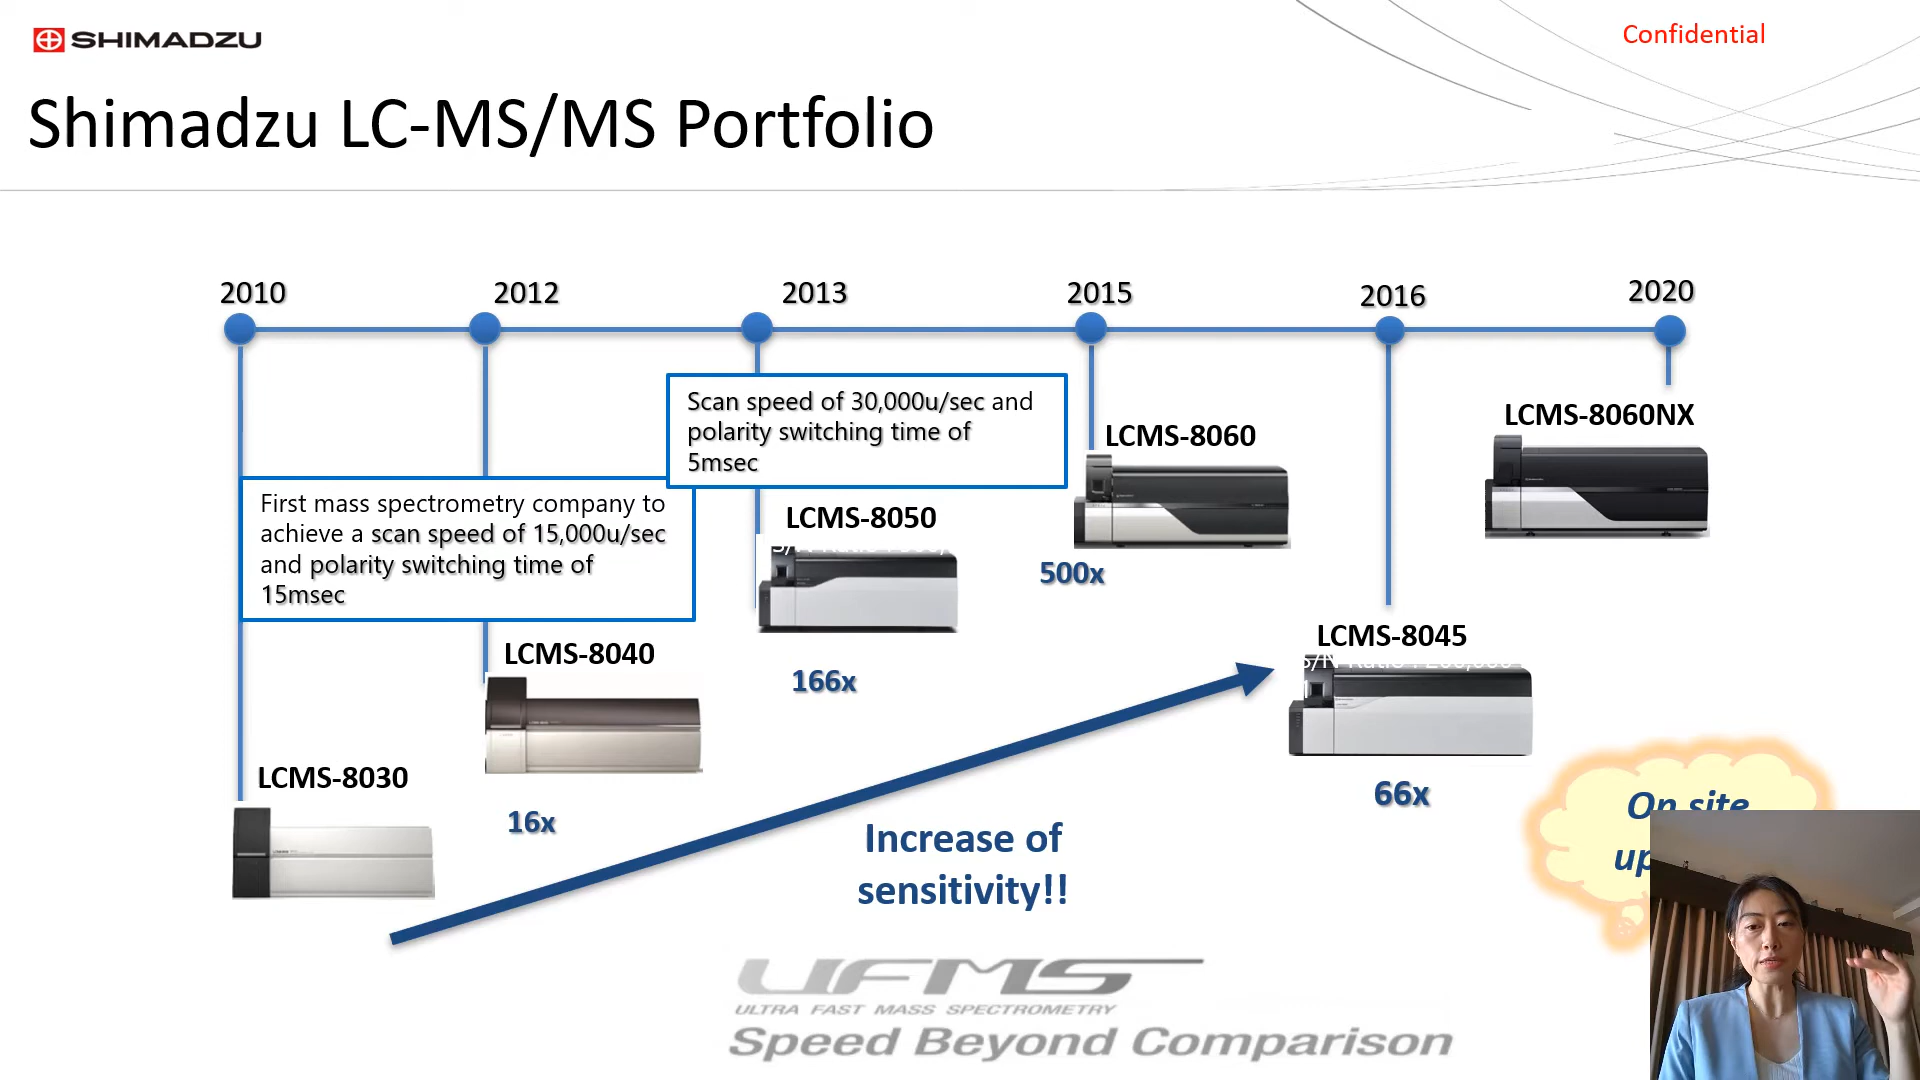 SHIMADZU
Confidential
Shimadzu LC-MS/MS Portfolio
2010
2012
2013
2015
2016
2020
Scan speed of 30,000u/sec and
polarity switching time of
5msec
First mass spectrometry company to
achieve a scan speed of 15,000u/sec
and polarity switching time of
15msec
LCMS-8060NX
LCMS-8060
500x
LCMS-8050
166x
LCMS-8045
66x
LCMS-8040
16x
LCMS-8030
Increase of
sensitivity!!
On site
UFMS
ULTRA FAST MASS SPECTROMETRY
Speed Beyond Comparison